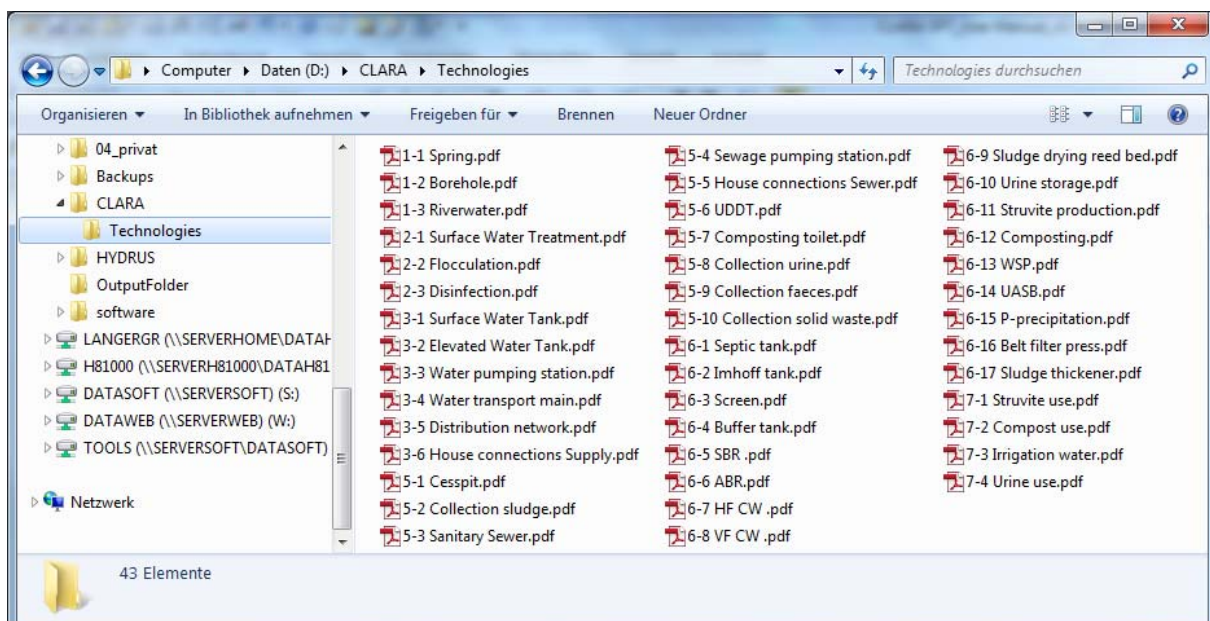 Computer Daten (D:) CLARA Technologies
Technologies durchsuchen
Organisieren In Bibliothek aufnehmen Freigeben für Brennen Neuer Ordner
04_privat
Backups
CLARA
Technologies
HYDRUS
OutputFolder
software
LANGERGR (\\SERVERHOME\DATAH
H81000 (\\SERVERH81000\DATAH81
DATASOFT (\\SERVERSOFT) (S:)
DATAWEB (\\SERVERWEB) (W:)
TOOLS (\\SERVERSOFT\DATASOFT)
Netzwerk
1-1 Spring.pdf
1-2 Borehole.pdf
1-3 Riverwater.pdf
2-1 Surface Water Treatment.pdf
2-2 Flocculation.pdf
2-3 Disinfection.pdf
3-1 Surface Water Tank.pdf
3-2 Elevated Water Tank.pdf
3-3 Water pumping station.pdf
3-4 Water transport main.pdf
3-5 Distribution network.pdf
3-6 House connections Supply.pdf
5-1 Cesspit.pdf
5-2 Collection sludge.pdf
5-3 Sanitary Sewer.pdf
5-4 Sewage pumping station.pdf
5-5 House connections Sewer.pdf
5-6 UDDT.pdf
5-7 Composting toilet.pdf
5-8 Collection urine.pdf
5-9 Collection faeces.pdf
5-10 Collection solid waste.pdf
6-1 Septic tank.pdf
6-2 Imhoff tank.pdf
6-3 Screen.pdf
6-4 Buffer tank.pdf
6-5 SBR .pdf
6-6 ABR.pdf
6-7 HF CW .pdf
6-8 VF CW .pdf
6-9 Sludge drying reed bed.pdf
6-10 Urine storage.pdf
6-11 Struvite production.pdf
6-12 Composting.pdf
6-13 WSP.pdf
6-14 UASB.pdf
6-15 P-precipitation.pdf
6-16 Belt filter press.pdf
6-17 Sludge thickener.pdf
7-1 Struvite use.pdf
7-2 Compost use.pdf
7-3 Irrigation water.pdf
7-4 Urine use.pdf
43 Elemente